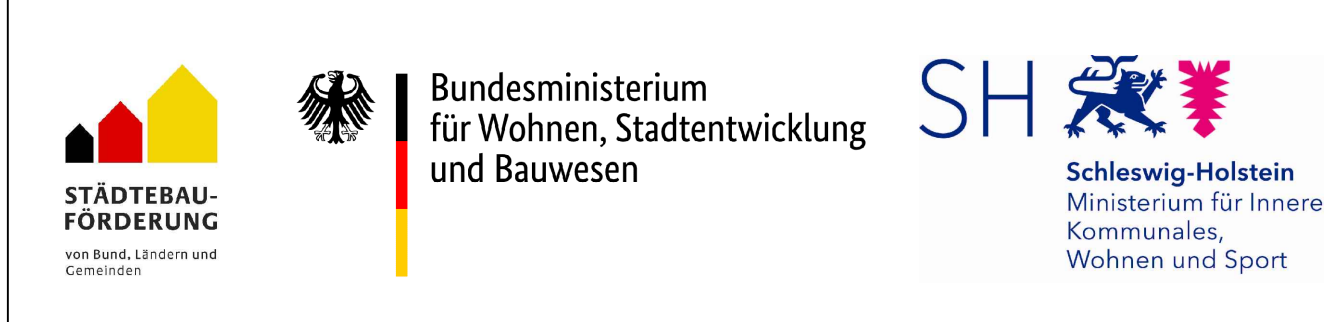 STÄDTEBAU-
FÖRDERUNG
von Bund, Ländern und
Gemeinden
Bundesministerium
für Wohnen, Stadtentwicklung
und Bauwesen
SH
Schleswig-Holstein
Ministerium für Innere
Kommunales,
Wohnen und Sport